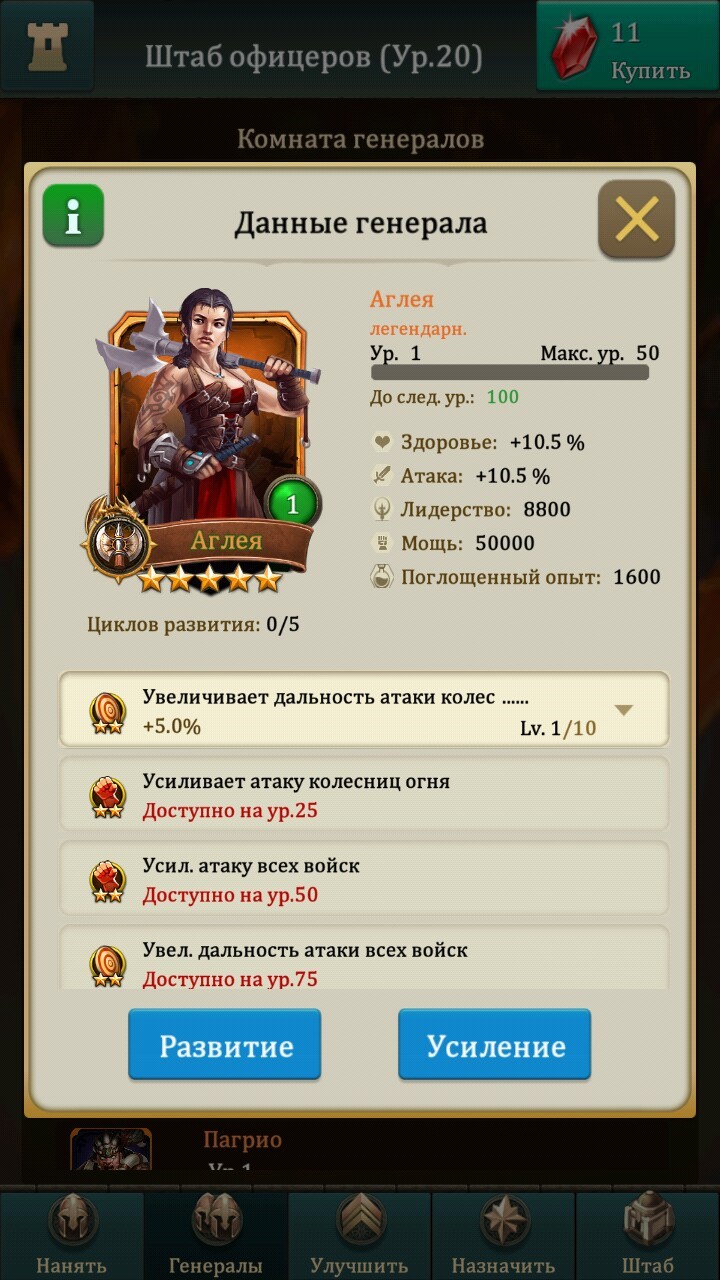 Штаб офицеров (Ур.20)
11
Купить
Комната генералов
i
Данные генерала
Аглея
легендарн.
Ур. 1 Макс. ур. 50
До след. ур.: 100
Здоровье: +10.5 %
Атака: +10.5 %
Лидерство: 8800
Мощь: 50000
Поглощенный опыт: 1600
1
Аглея
Циклов развития: 0/5
Увеличивает дальность атаки колес ......
+5.0% Lv. 1/10
Усиливает атаку колесниц огня
Доступно на ур.25
Усил. атаку всех войск
Доступно на ур.50
Увел. дальность атаки всех войск
Доступно на ур.75
Развитие Усиление
Пагрио
Ур 1
Нанять Генералы Улучшить Назначить Штаб